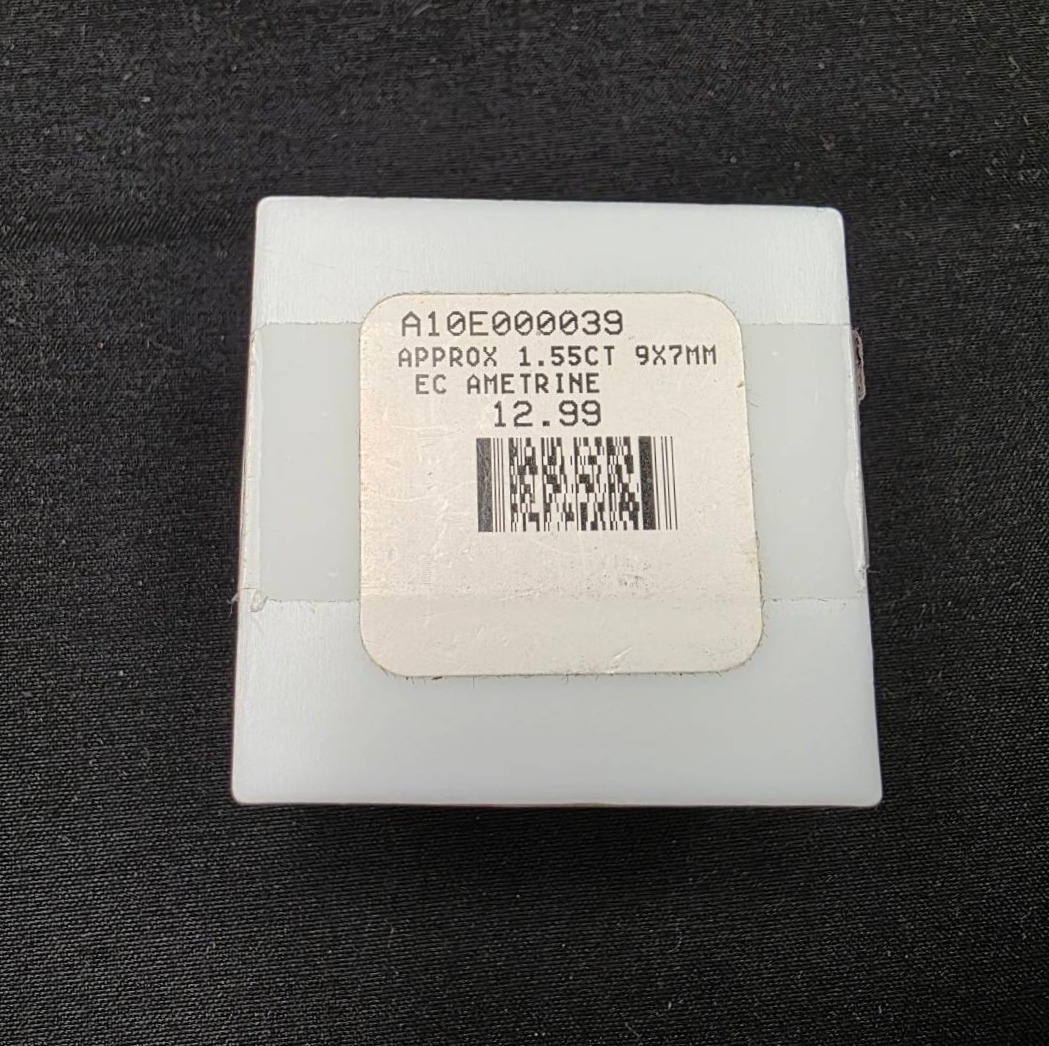 A10E000039
APPROX 1.55CT 9X7MM
EC AMETRINE
12.99